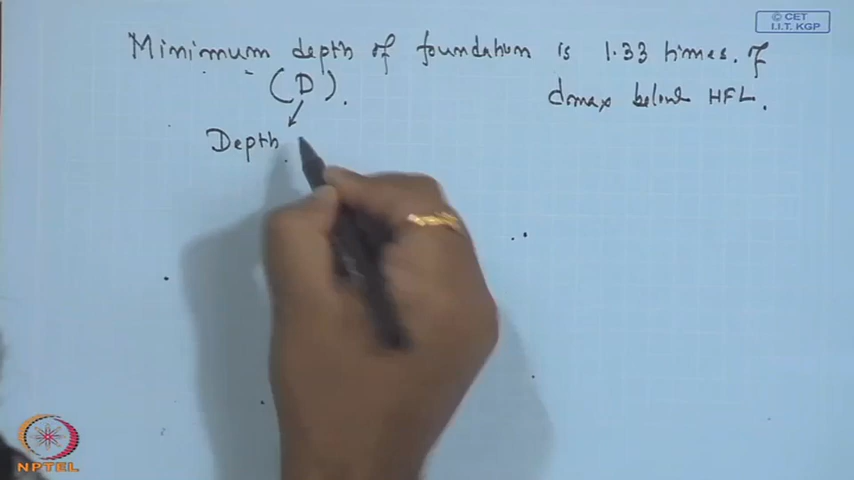 © CET
I.I.T. KGP
Minimum depth of foundation is 1.33 times. of
(D).
dmax below HFL.
Depth
NPTEL